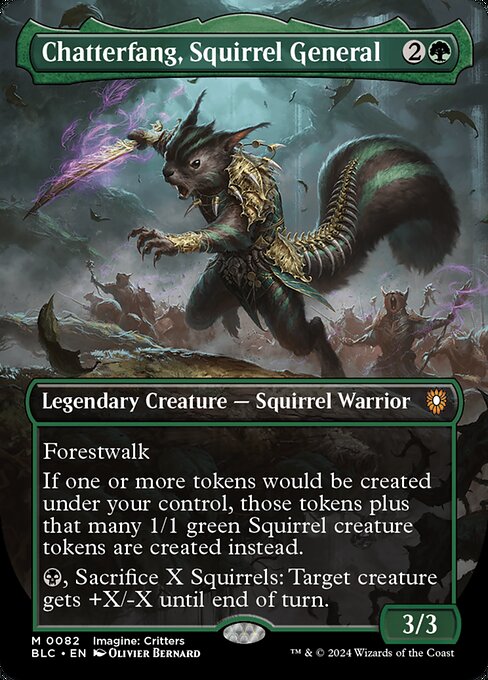 Chatterfang, Squirrel General 2
Legendary Creature — Squirrel Warrior
Forestwalk
If one or more tokens would be created
under your control, those tokens plus
that many 1/1 green Squirrel creature
tokens are created instead.
, Sacrifice X Squirrels: Target creature
gets +X/-X until end of turn.
3/3
M 0082 Imagine: Critters
BLC • EN Olivier Bernard ™ & © 2024 Wizards of the Coast